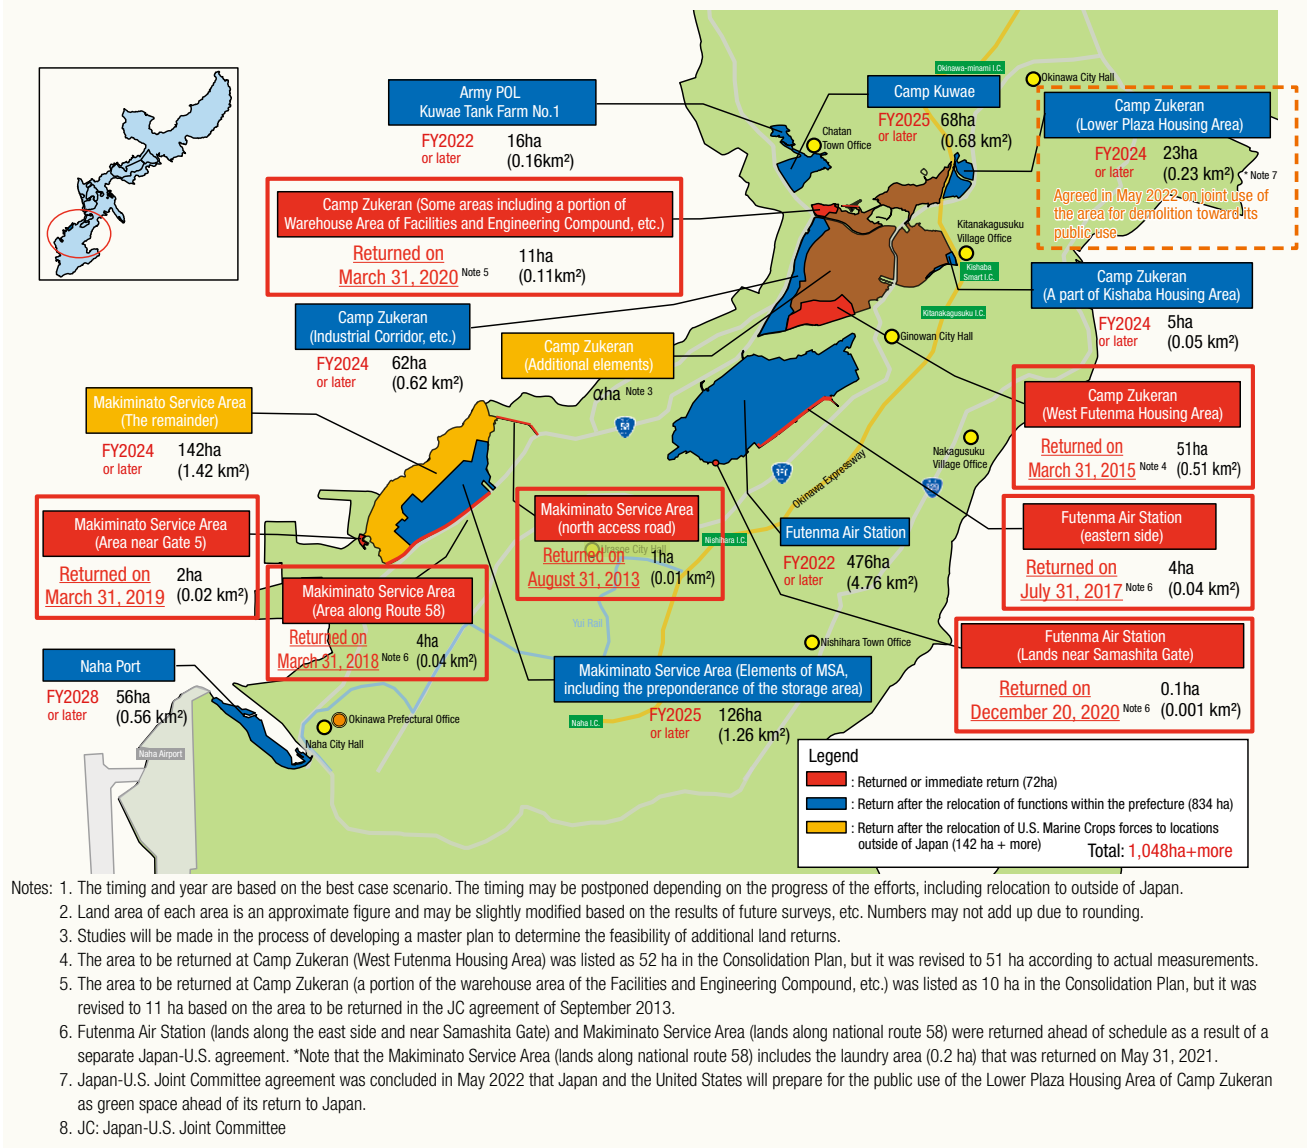 Okinawa-minami I.C.
Okinawa City Hall
Army POL
Kuwae Tank Farm No.1
FY2022
or later
16ha
(0.16km²)
Camp Kuwae
FY2025
or later
68ha
(0.68 km²)
Chatan
Town Office
Camp Zukeran
(Lower Plaza Housing Area)
FY2024
or later
23ha
(0.23 km²)
* Note 7
Agreed in May 2022 on joint use of
the area for demolition toward its
public use
Camp Zukeran (Some areas including a portion of
Warehouse Area of Facilities and Engineering Compound, etc.)
Returned on
March 31, 2020 Note 5
11ha
(0.11km²)
Kitanakagusuku
Village Office
Kishaba
Smart I.C.
Camp Zukeran
(A part of Kishaba Housing Area)
FY2024
or later
5ha
(0.05 km²)
Camp Zukeran
(Industrial Corridor, etc.)
FY2024
or later
62ha
(0.62 km²)
Kitanakagusuku I.C.
Ginowan City Hall
Camp Zukeran
(Additional elements)
αha Note 3
Makiminato Service Area
(The remainder)
FY2024
or later
142ha
(1.42 km²)
58
Camp Zukeran
(West Futenma Housing Area)
Returned on
March 31, 2015 Note 4
51ha
(0.51 km²)
Nakagusuku
Village Office
Okinawa Expressway
Makiminato Service Area
(Area near Gate 5)
Returned on
March 31, 2019
2ha
(0.02 km²)
Makiminato Service Area
(north access road)
Returned on
August 31, 2013
1ha
(0.01 km²)
Urasoe City Hall
Nishihara I.C.
Futenma Air Station
FY2022
or later
476ha
(4.76 km²)
Futenma Air Station
(eastern side)
Returned on
July 31, 2017 Note 6
4ha
(0.04 km²)
Makiminato Service Area
(Area along Route 58)
Returned on
March 31, 2018 Note 6
4ha
(0.04 km²)
Yui Rail
Nishihara Town Office
Futenma Air Station
(Lands near Samashita Gate)
Returned on
December 20, 2020 Note 6
0.1ha
(0.001 km²)
Naha Port
FY2028
or later
56ha
(0.56 km²)
Makiminato Service Area (Elements of MSA,
including the preponderance of the storage area)
FY2025
or later
126ha
(1.26 km²)
Naha I.C.
Okinawa Prefectural Office
Naha City Hall
Naha Airport
Legend
: Returned or immediate return (72ha)
: Return after the relocation of functions within the prefecture (834 ha)
: Return after the relocation of U.S. Marine Crops forces to locations
outside of Japan (142 ha + more)
Total: 1,048ha+more
Notes: 1. The timing and year are based on the best case scenario. The timing may be postponed depending on the progress of the efforts, including relocation to outside of Japan.
2. Land area of each area is an approximate figure and may be slightly modified based on the results of future surveys, etc. Numbers may not add up due to rounding.
3. Studies will be made in the process of developing a master plan to determine the feasibility of additional land returns.
4. The area to be returned at Camp Zukeran (West Futenma Housing Area) was listed as 52 ha in the Consolidation Plan, but it was revised to 51 ha according to actual measurements.
5. The area to be returned at Camp Zukeran (a portion of the warehouse area of the Facilities and Engineering Compound, etc.) was listed as 10 ha in the Consolidation Plan, but it was
revised to 11 ha based on the area to be returned in the JC agreement of September 2013.
6. Futenma Air Station (lands along the east side and near Samashita Gate) and Makiminato Service Area (lands along national route 58) were returned ahead of schedule as a result of a
separate Japan-U.S. agreement. *Note that the Makiminato Service Area (lands along national route 58) includes the laundry area (0.2 ha) that was returned on May 31, 2021.
7. Japan-U.S. Joint Committee agreement was concluded in May 2022 that Japan and the United States will prepare for the public use of the Lower Plaza Housing Area of Camp Zukeran
as green space ahead of its return to Japan.
8. JC: Japan-U.S. Joint Committee